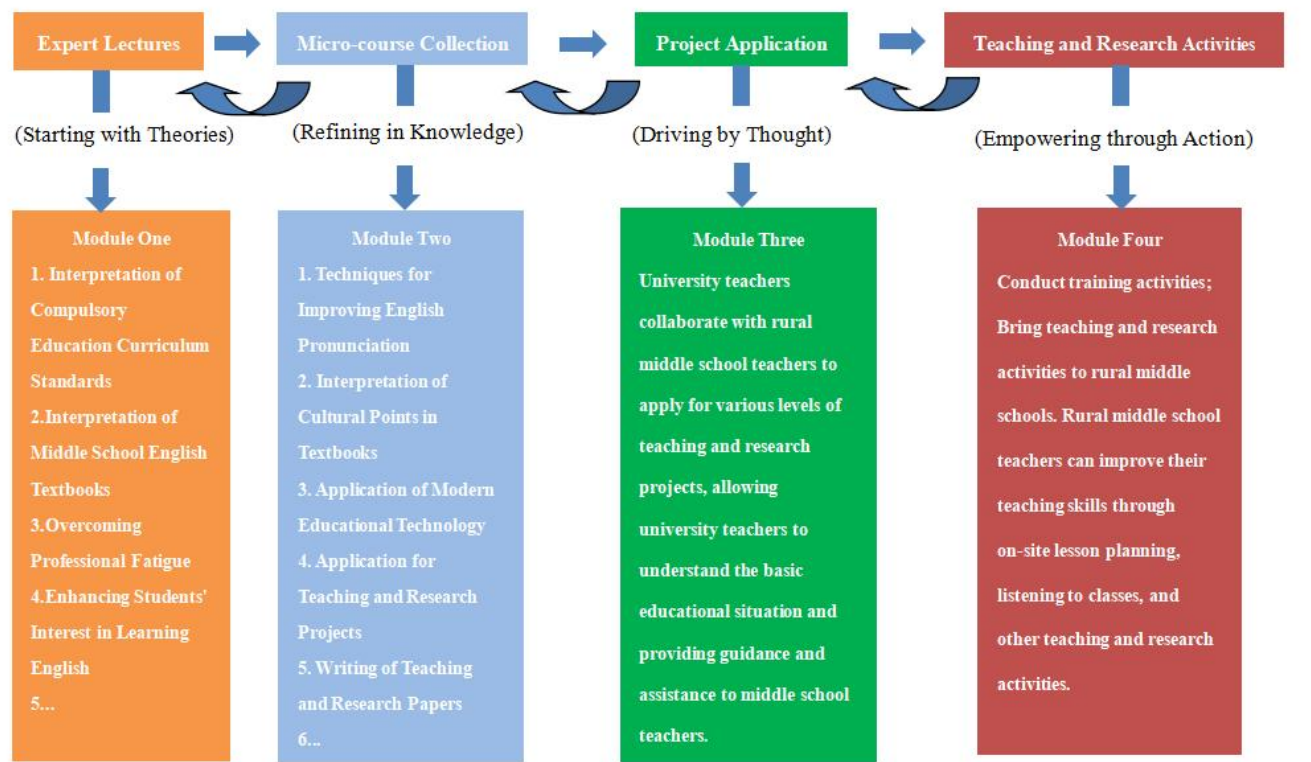 Expert Lectures
Micro-course Collection
Project Application
Teaching and Research Activities
(Starting with Theories)
(Refining in Knowledge)
(Driving by Thought)
(Empowering through Action)
Module One
1. Interpretation of
Compulsory
Education Curriculum
Standards
2.Interpretation of
Middle School English
Textbooks
3.Overcoming
Professional Fatigue
4.Enhancing Students'
Interest in Learning
English
5...
Module Two
1. Techniques for
Improving English
Pronunciation
2. Interpretation of
Cultural Points in
Textbooks
3. Application of Modern
Educational Technology
4. Application for
Teaching and Research
Projects
5. Writing of Teaching
and Research Papers
6...
Module Three
University teachers
collaborate with rural
middle school teachers to
apply for various levels of
teaching and research
projects, allowing
university teachers to
understand the basic
educational situation and
providing guidance and
assistance to middle school
teachers.
Module Four
Conduct training activities;
Bring teaching and research
activities to rural middle
schools. Rural middle school
teachers can improve their
teaching skills through
on-site lesson planning,
listening to classes, and
other teaching and research
activities.